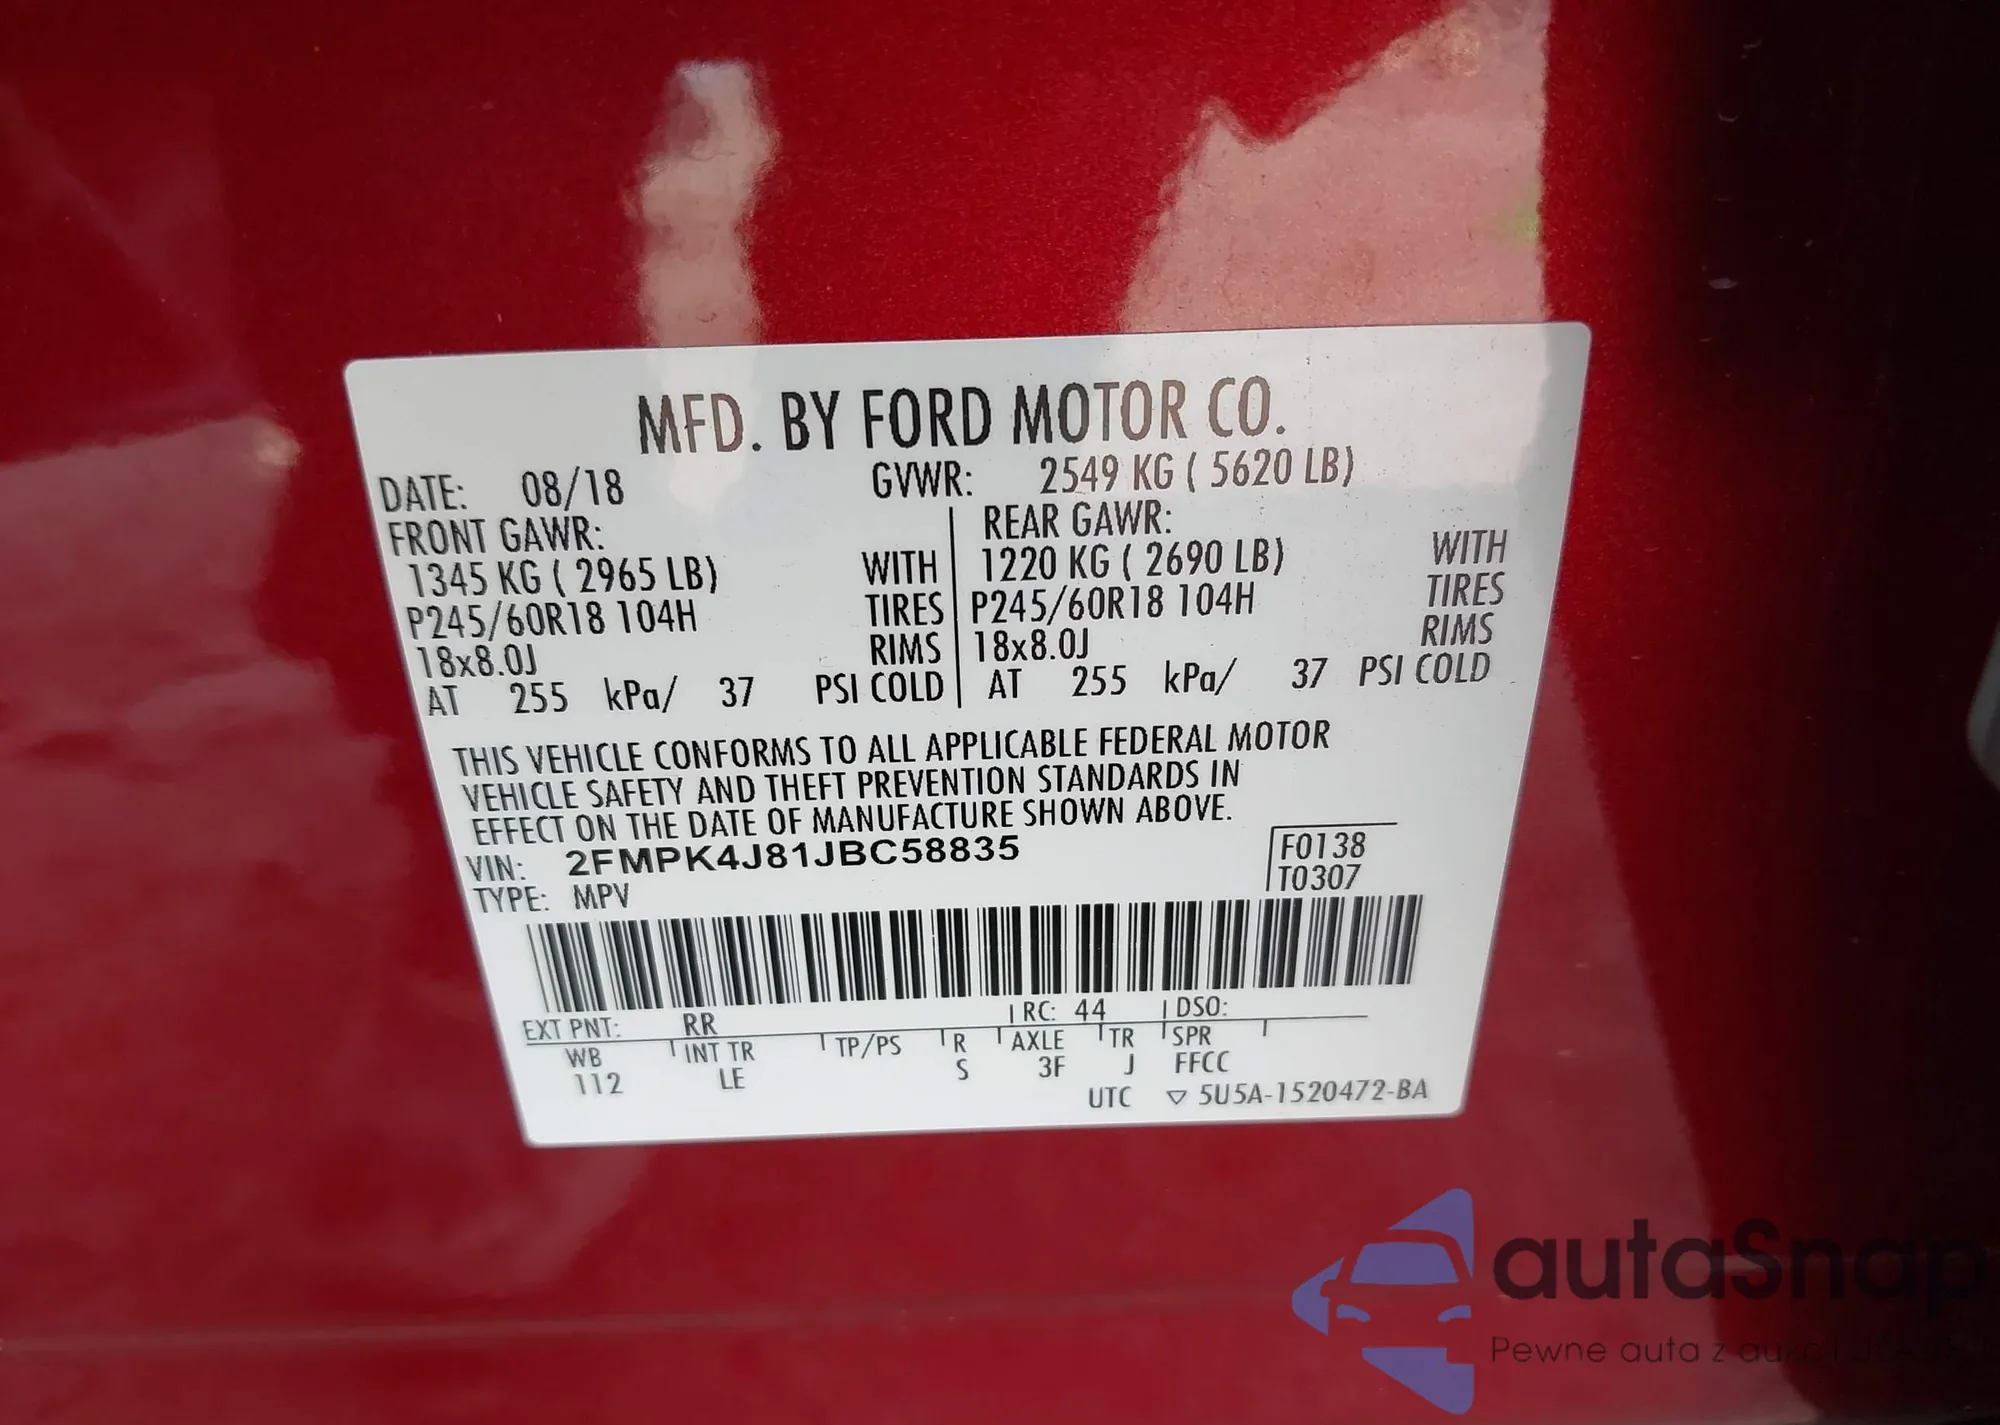 MFD. BY FORD MOTOR CO.
DATE: 08/18 GVWR: 2549 KG ( 5620 LB)
FRONT GAWR: REAR GAWR:
1345 KG ( 2965 LB) WITH 1220 KG ( 2690 LB) WITH
P245/60R18 104H TIRES P245/60R18 104H TIRES
18x8.0J RIMS 18x8.0J RIMS
AT 255 kPa/ 37 PSI COLD AT 255 kPa/ 37 PSI COLD
THIS VEHICLE CONFORMS TO ALL APPLICABLE FEDERAL MOTOR
VEHICLE SAFETY AND THEFT PREVENTION STANDARDS IN
EFFECT ON THE DATE OF MANUFACTURE SHOWN ABOVE.
VIN: 2FMPK4J81JBC58835 F0138
TYPE: MPV T0307
EXT PNT: RR RC: 44 DSO:
WB INT TR TP/PS R AXLE TR SPR
112 LE S 3F J FFCC
UTC ▽ 5U5A-1520472-BA
autaSnap
Pewne auta z